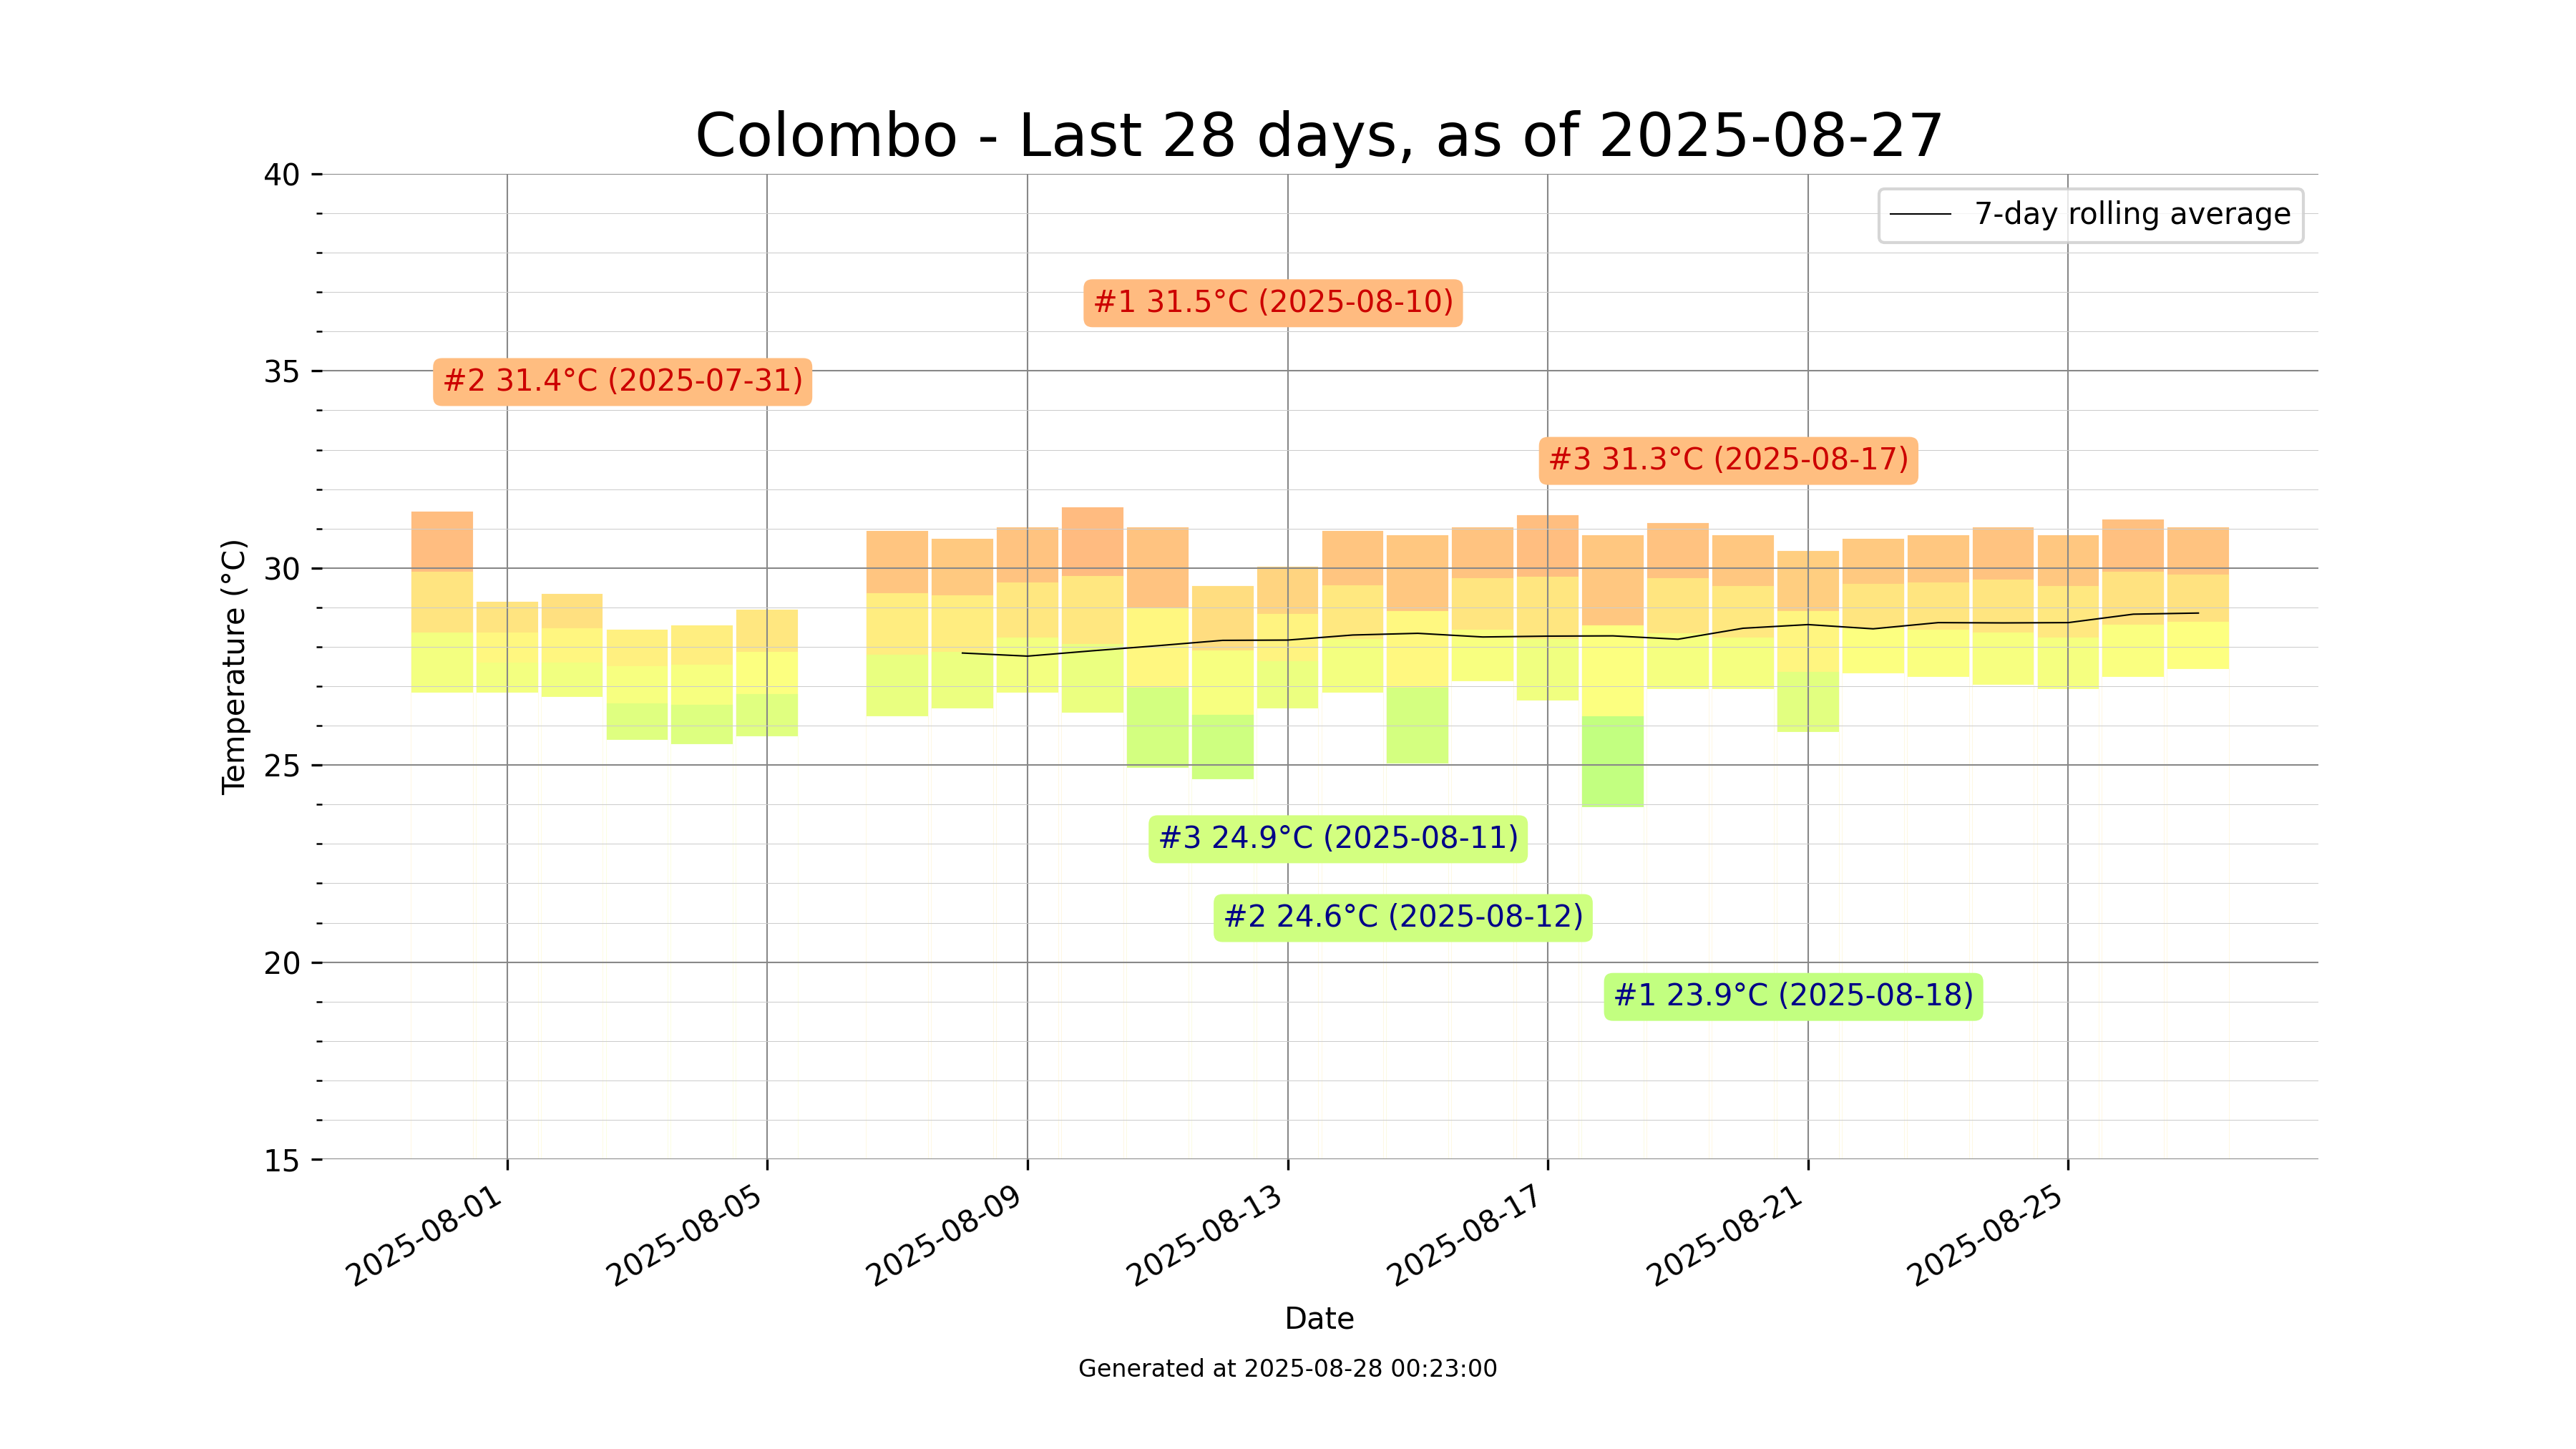 Colombo - Last 28 days, as of 2025-08-27
7-day rolling average
#1 31.5°C (2025-08-10)
#2 31.4°C (2025-07-31)
#3 31.3°C (2025-08-17)
#3 24.9°C (2025-08-11)
#2 24.6°C (2025-08-12)
#1 23.9°C (2025-08-18)
Temperature (°C)
40
35
30
25
20
15
2025-08-01
2025-08-05
2025-08-09
2025-08-13
2025-08-17
2025-08-21
2025-08-25
Date
Generated at 2025-08-28 00:23:00